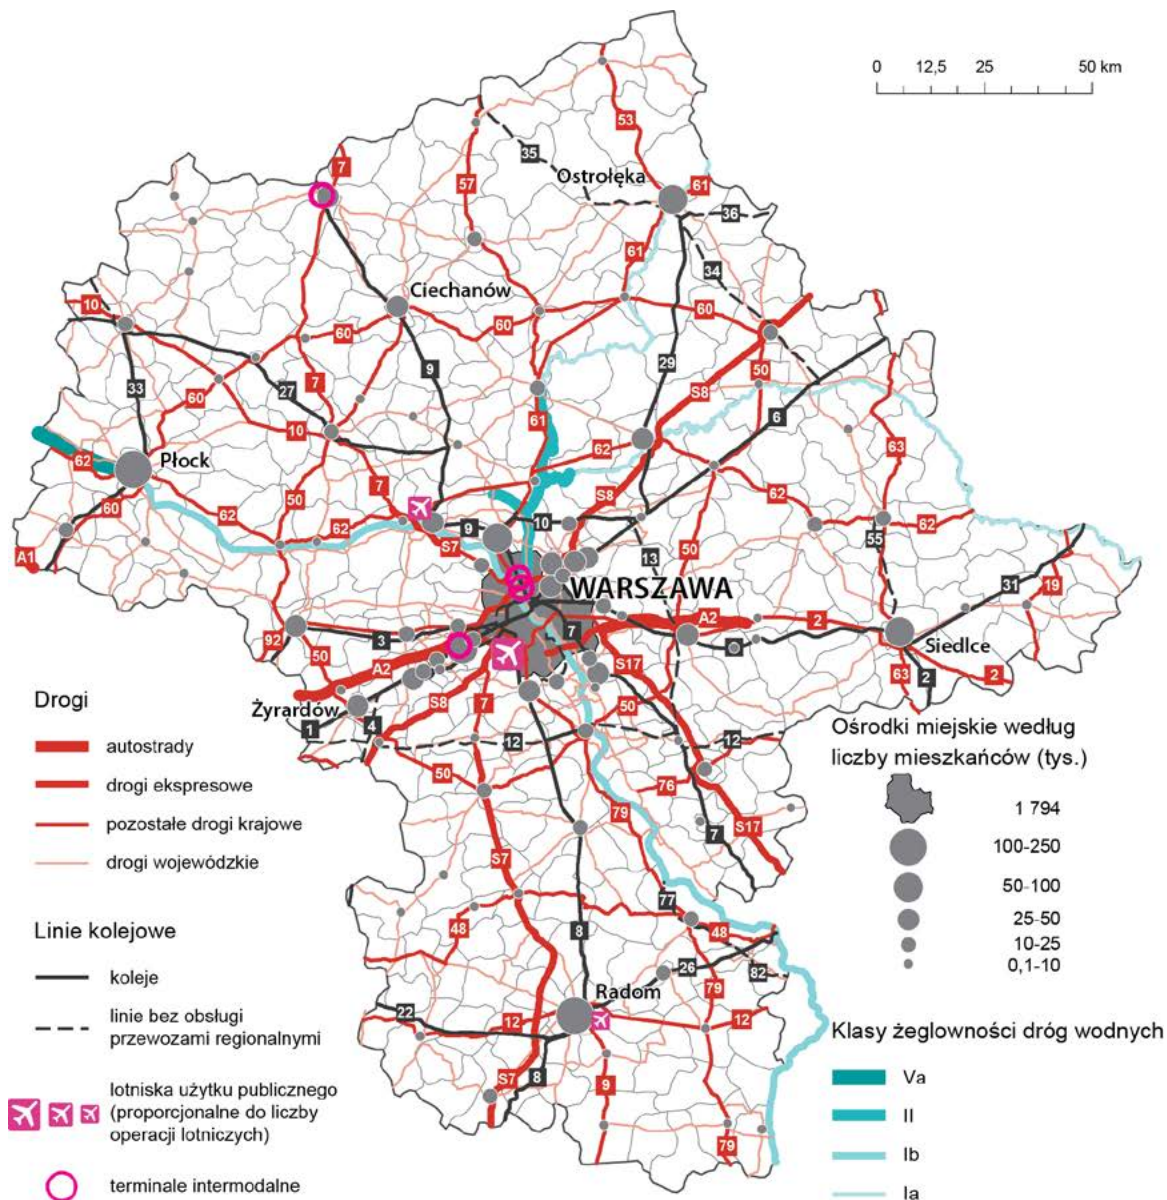 0 12,5 25 50 km
53
35
7
Ostrołęka
61
57
36
61
34
Ciechanów
10
60
60
60
9
29
50
33
7
S8
27
60
6
10
61
62
63
Płock
62
7
50
62
60
S8
62
62
9
10
62
55
A1
S7
13
50
31
WARSZAWA
19
A2
2
7
3
92
50
A2
S17
Siedlce
63
2
2
Drogi
S8
7
50
Żyrardów
1
4
12
12
Ośrodki miejskie według
liczby mieszkańców (tys.)
autostrady
50
drogi ekspresowe
76
1 794
79
pozostałe drogi krajowe
S17
7
100-250
drogi wojewódzkie
S7
50-100
77
25-50
Linie kolejowe
48
8
48
10-25
0,1-10
koleje
26
82
Radom
79
linie bez obsługi
przewozami regionalnymi
22
12
12
Klasy żeglowności dróg wodnych
lotniska użytku publicznego
(proporcjonalne do liczby
operacji lotniczych)
S7
8
9
Va
II
79
Ib
terminale intermodalne
Ia